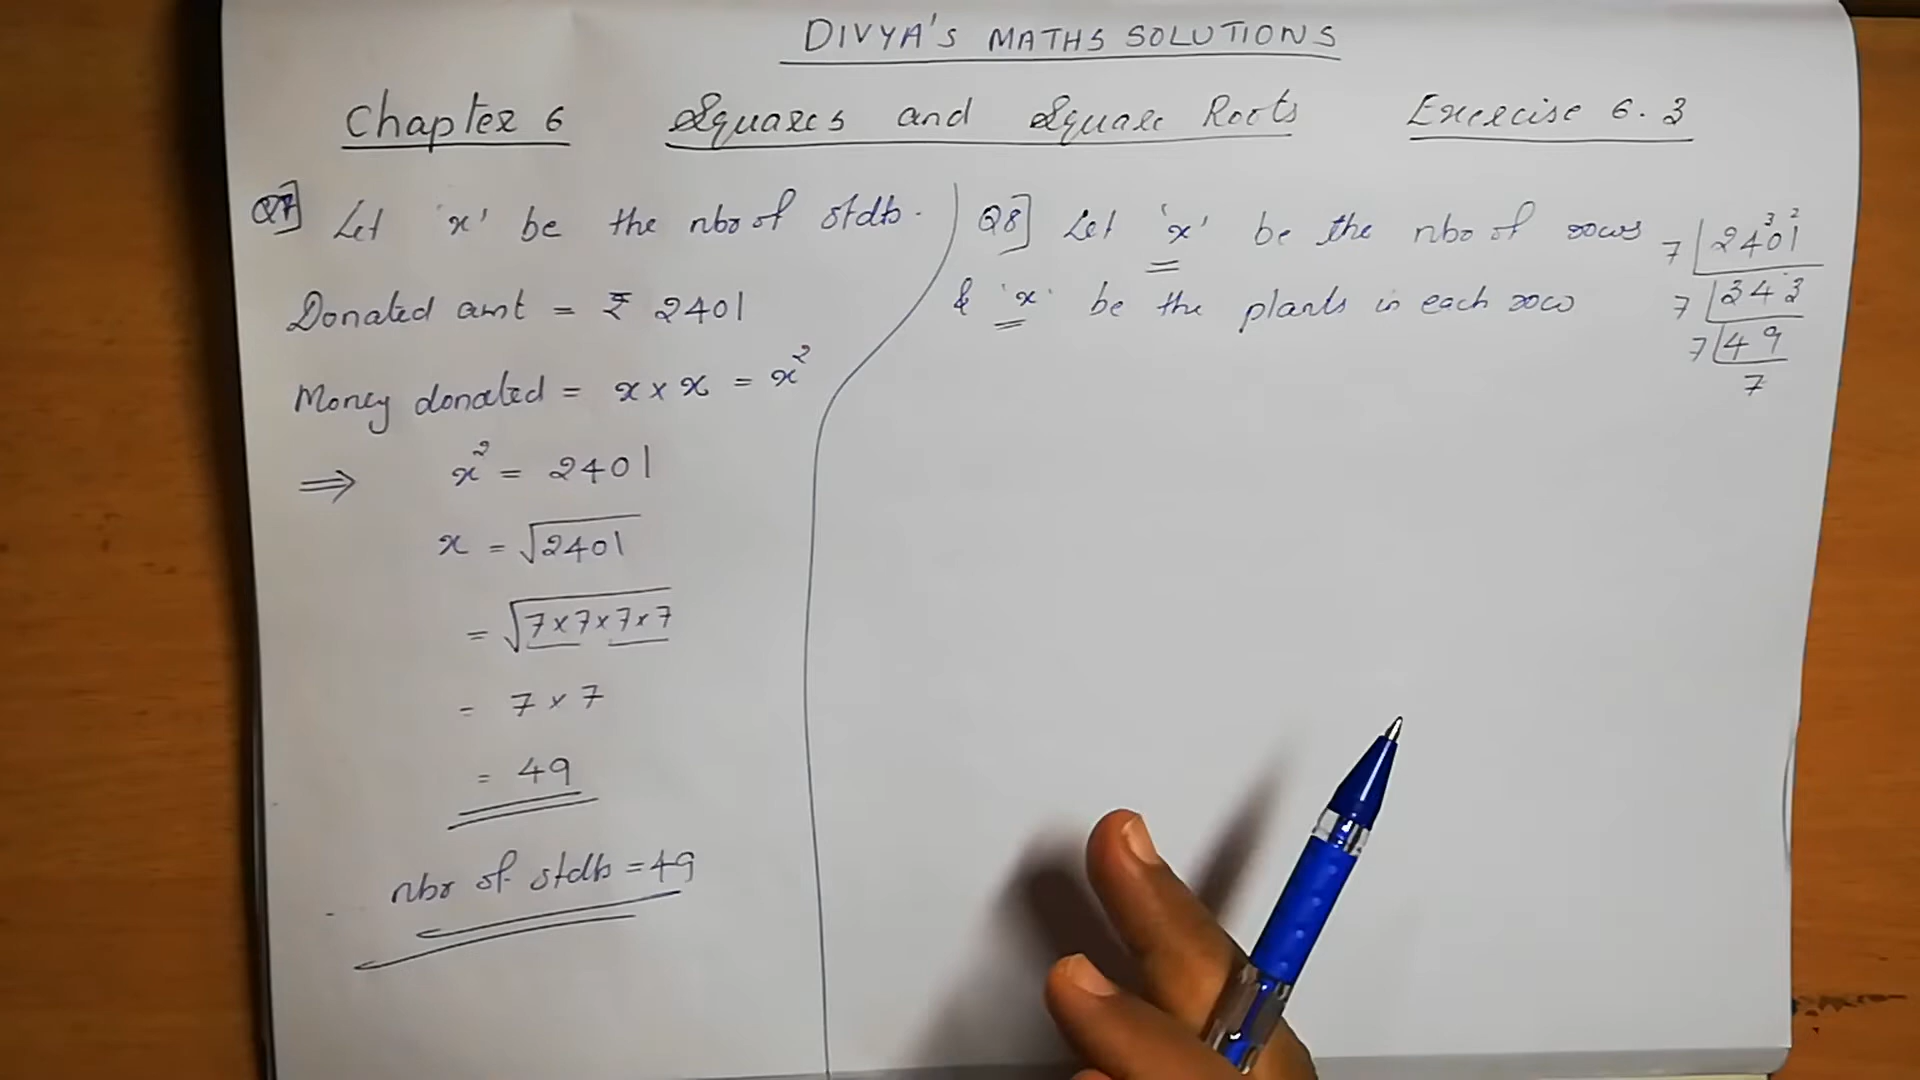 DIVYA'S MATHS SOLUTIONS
Chapter 6 Squares and Square Roots Exercise 6.3
Q7] Let 'x' be the nbr of stdts.
Donated amt = ₹ 2401
Money donated = x × x = x²
⇒ x² = 2401
x = √2401
= √7×7×7×7
= 7 × 7
= 49
nbr of stdts = 49
Q8] Let 'x' be the nbr of rows
& 'x' be the plants in each row
7 | 2401
7 | 343
7 | 49
7